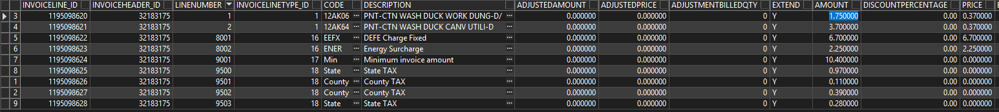 INVOICELINE_ID INVOICEHEADER_ID LINENUMBER INVOICELINETYPE_ID CODE DESCRIPTION ADJUSTEDAMOUNT ADJUSTEDPRICE ADJUSTMENTBILLEDQTY EXTEND AMOUNT DISCOUNTPERCENTAGE PRICE
3 1195098620 32183175 1 1 12AK06 ... PNT-CTN WASH DUCK WORK DUNG-D/ ... 0.000000 0.000000 0 Y 1.750000 0.00 0.370000
4 1195098621 32183175 2 1 12AK64 ... PNT-CTN WASH DUCK CANV UTILI-D ... 0.000000 0.000000 0 Y 3.700000 0.00 0.370000
5 1195098622 32183175 8001 16 EEFX ... DEFE Charge Fixed ... 0.000000 0.000000 0 Y 6.700000 0.00 6.700000
6 1195098623 32183175 8002 16 ENER ... Energy Surcharge ... 0.000000 0.000000 0 Y 2.250000 0.00 2.250000
7 1195098624 32183175 9001 17 Min ... Minimum invoice amount ... 0.000000 0.000000 0 Y 10.400000 0.00 0.000000
8 1195098625 32183175 9500 18 State ... State TAX ... 0.000000 0.000000 0 Y 0.970000 0.00 0.000000
1 1195098626 32183175 9501 18 County ... County TAX ... 0.000000 0.000000 0 Y 0.110000 0.00 0.000000
2 1195098627 32183175 9502 18 County ... County TAX ... 0.000000 0.000000 0 Y 0.390000 0.00 0.000000
9 1195098628 32183175 9503 18 State ... State TAX ... 0.000000 0.000000 0 Y 0.280000 0.00 0.000000